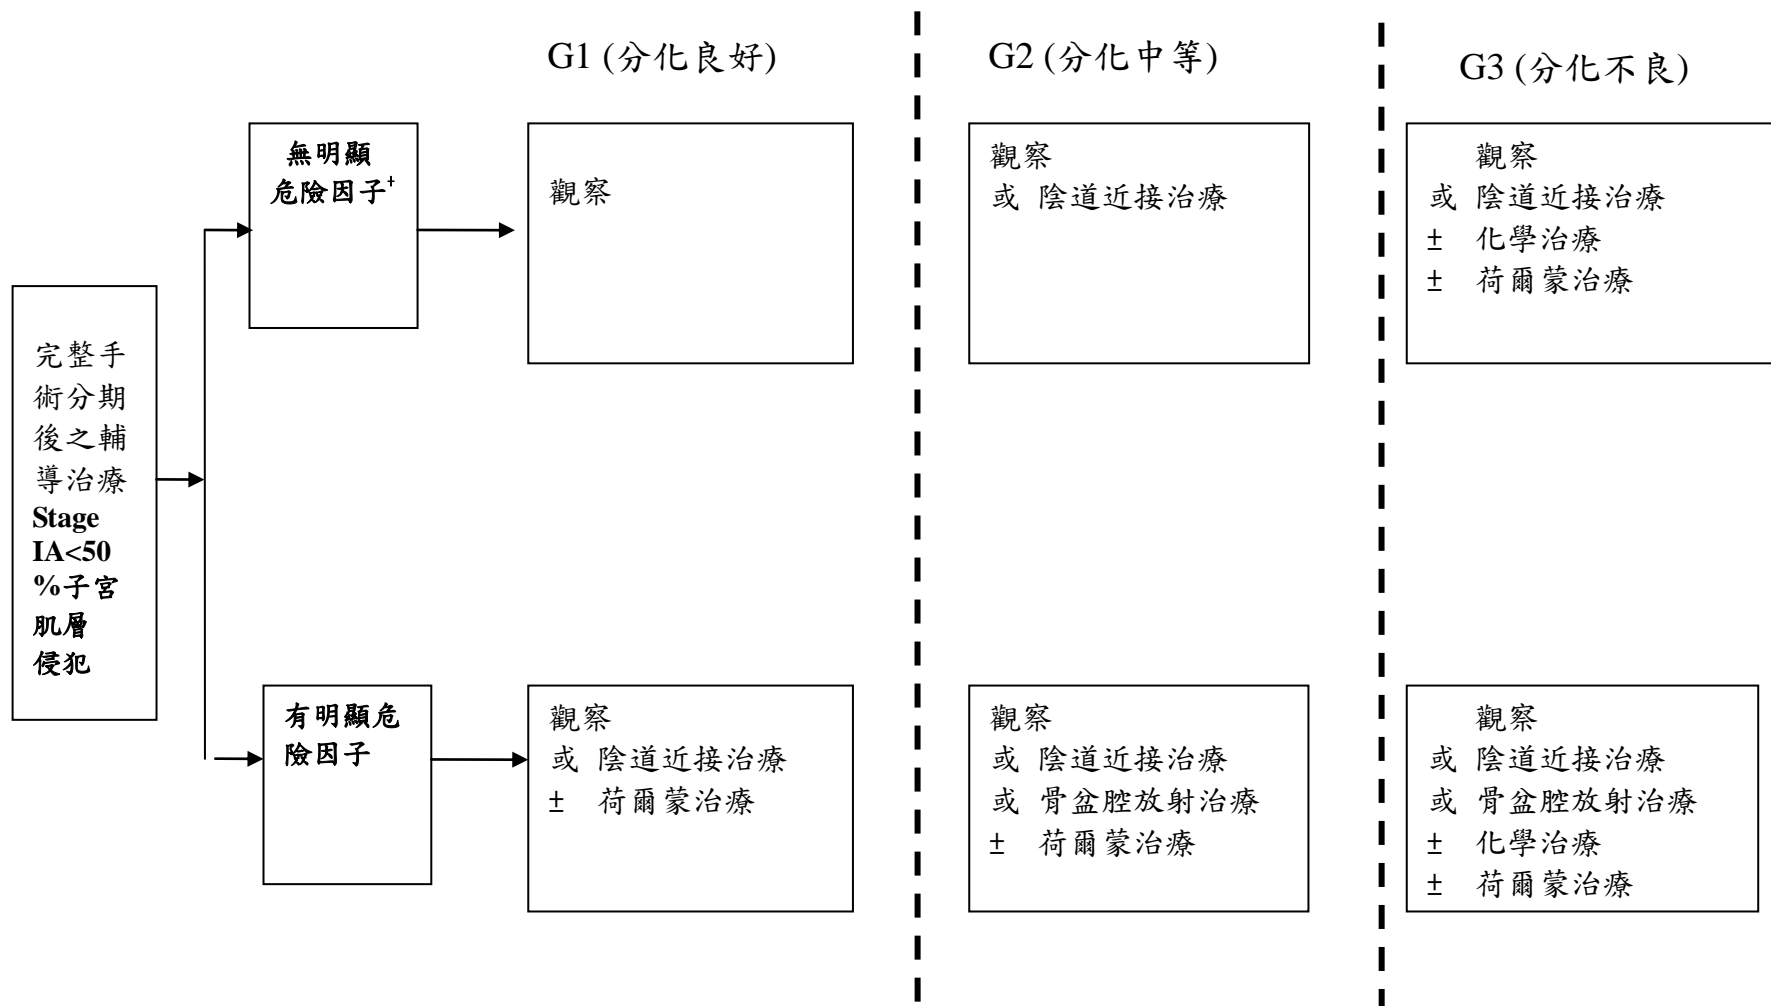 G1 (分化良好)
G2 (分化中等)
G3 (分化不良)
無明顯
危險因子†
觀察
觀察
或 陰道近接治療
觀察
或 陰道近接治療
± 化學治療
± 荷爾蒙治療
完整手
術分期
後之輔
導治療
Stage
IA<50
%子宮
肌層
侵犯
有明顯危
險因子
觀察
或 陰道近接治療
± 荷爾蒙治療
觀察
或 陰道近接治療
或 骨盆腔放射治療
± 荷爾蒙治療
觀察
或 陰道近接治療
或 骨盆腔放射治療
± 化學治療
± 荷爾蒙治療